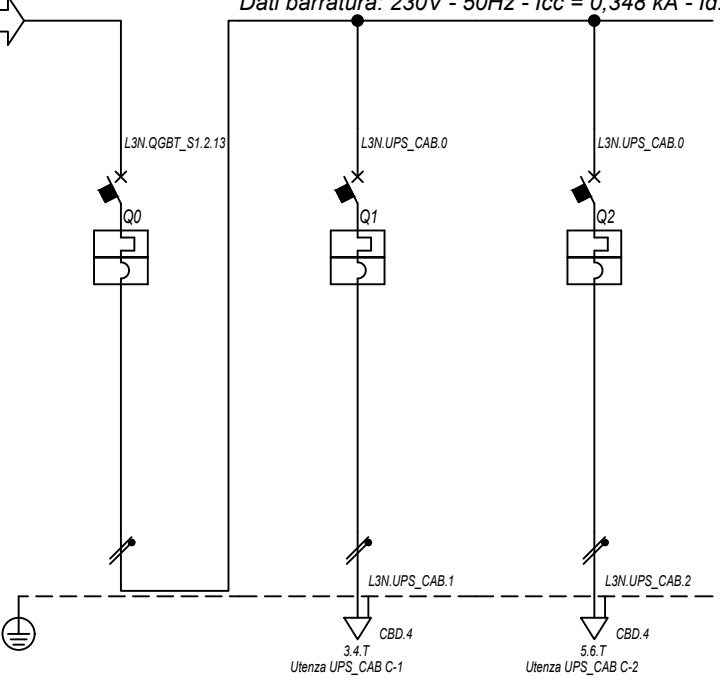 Dati barratura: 230V - 50Hz - Icc = 0,348 kA -
L3N.QGBT_S1.2.13
L3N.UPS_CAB.0
L3N.UPS_CAB.0
Q0
Q1
Q2
L3N.UPS_CAB.1
L3N.UPS_CAB.2
CBD.4
CBD.4
3.4.T
5.6.T
Utenza UPS_CAB C-1
Utenza UPS_CAB C-2